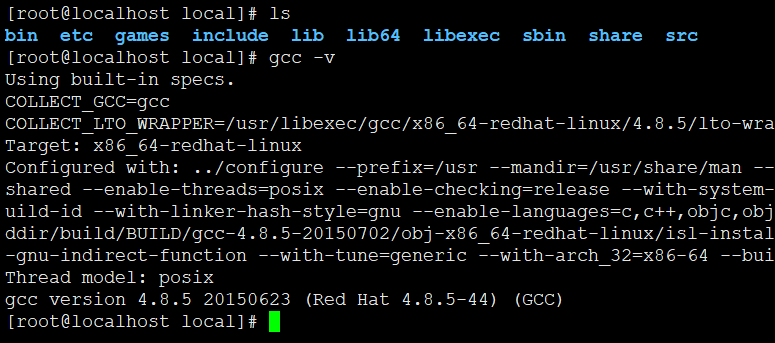 [root@localhost local]# ls
bin etc games include lib lib64 libexec sbin share src
[root@localhost local]# gcc -v
Using built-in specs.
COLLECT_GCC=gcc
COLLECT_LTO_WRAPPER=/usr/libexec/gcc/x86_64-redhat-linux/4.8.5/lto-wra
Target: x86_64-redhat-linux
Configured with: ../configure --prefix=/usr --mandir=/usr/share/man --
shared --enable-threads=posix --enable-checking=release --with-system-
uild-id --with-linker-hash-style=gnu --enable-languages=c,c++,objc,obj
ddir/build/BUILD/gcc-4.8.5-20150702/obj-x86_64-redhat-linux/isl-instal
-gnu-indirect-function --with-tune=generic --with-arch_32=x86-64 --bui
Thread model: posix
gcc version 4.8.5 20150623 (Red Hat 4.8.5-44) (GCC)
[root@localhost local]#